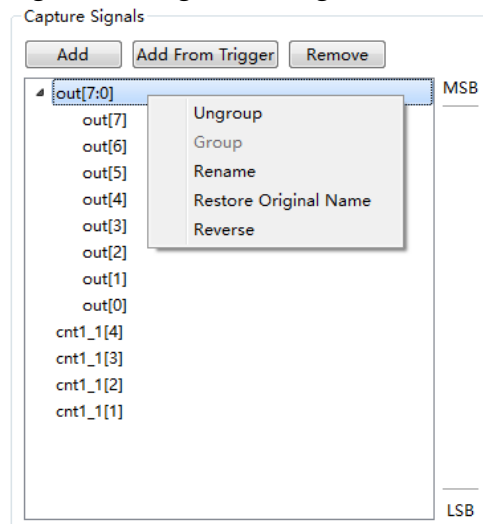 Capture Signals
Add Add From Trigger Remove
out[7:0] MSB
out[7]
Ungroup
out[6]
Group
out[5]
Rename
out[4]
Restore Original Name
out[3]
Reverse
out[2]
out[1]
out[0]
cnt1_1[4]
cnt1_1[3]
cnt1_1[2]
cnt1_1[1]
LSB